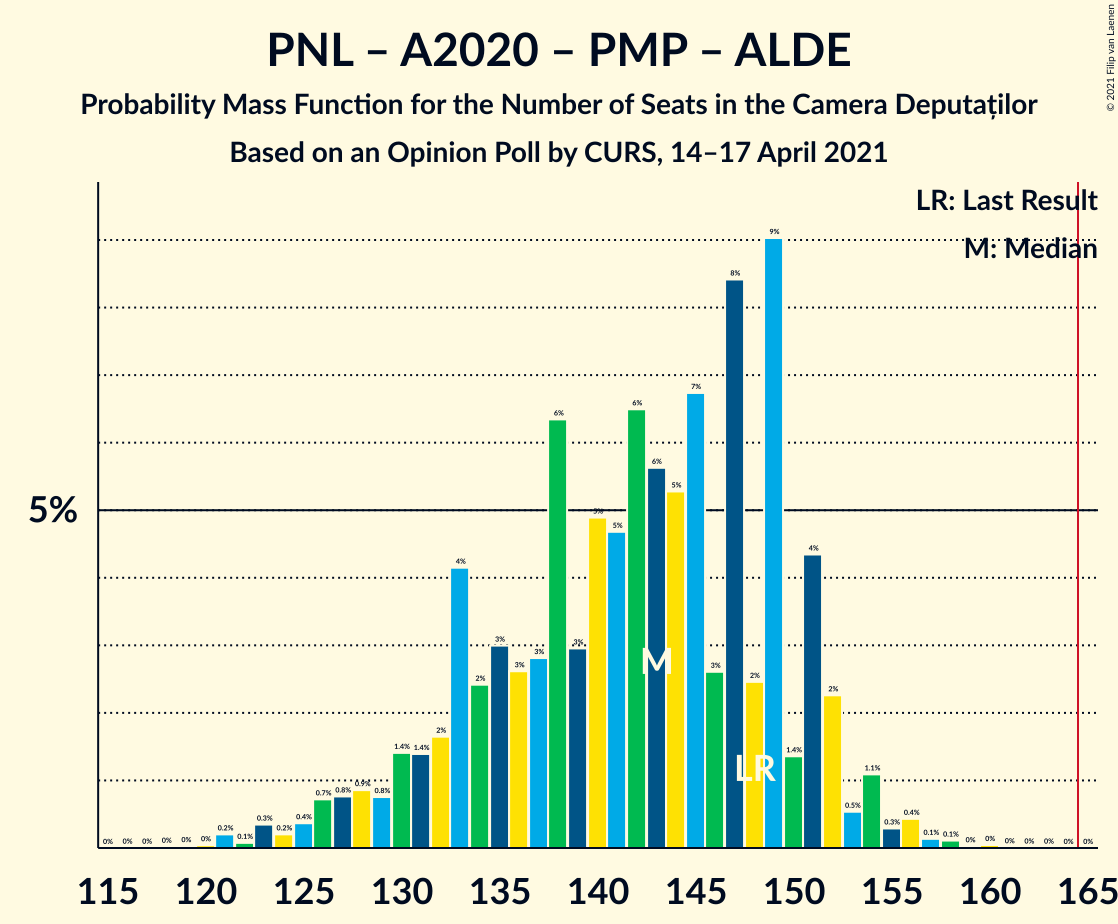 PNL – A2020 – PMP – ALDE
Probability Mass Function for the Number of Seats in the Camera Deputaților
Based on an Opinion Poll by CURS, 14–17 April 2021
© 2021 Filip van Laenen
LR: Last Result
M: Median
5%
0% 0% 0% 0% 0% 0% 0.2% 0.1% 0.3% 0.2% 0.4% 0.7% 0.8% 0.9% 0.8% 1.4% 1.4% 2% 4% 2% 3% 3% 3% 6% 3% 5% 5% 6% 6% 5% 7% 3% 8% 2% 9% 1.4% 4% 2% 0.5% 1.1% 0.3% 0.4% 0.1% 0.1% 0% 0% 0% 0% 0% 0% 0%
M
LR
115 120 125 130 135 140 145 150 155 160 165